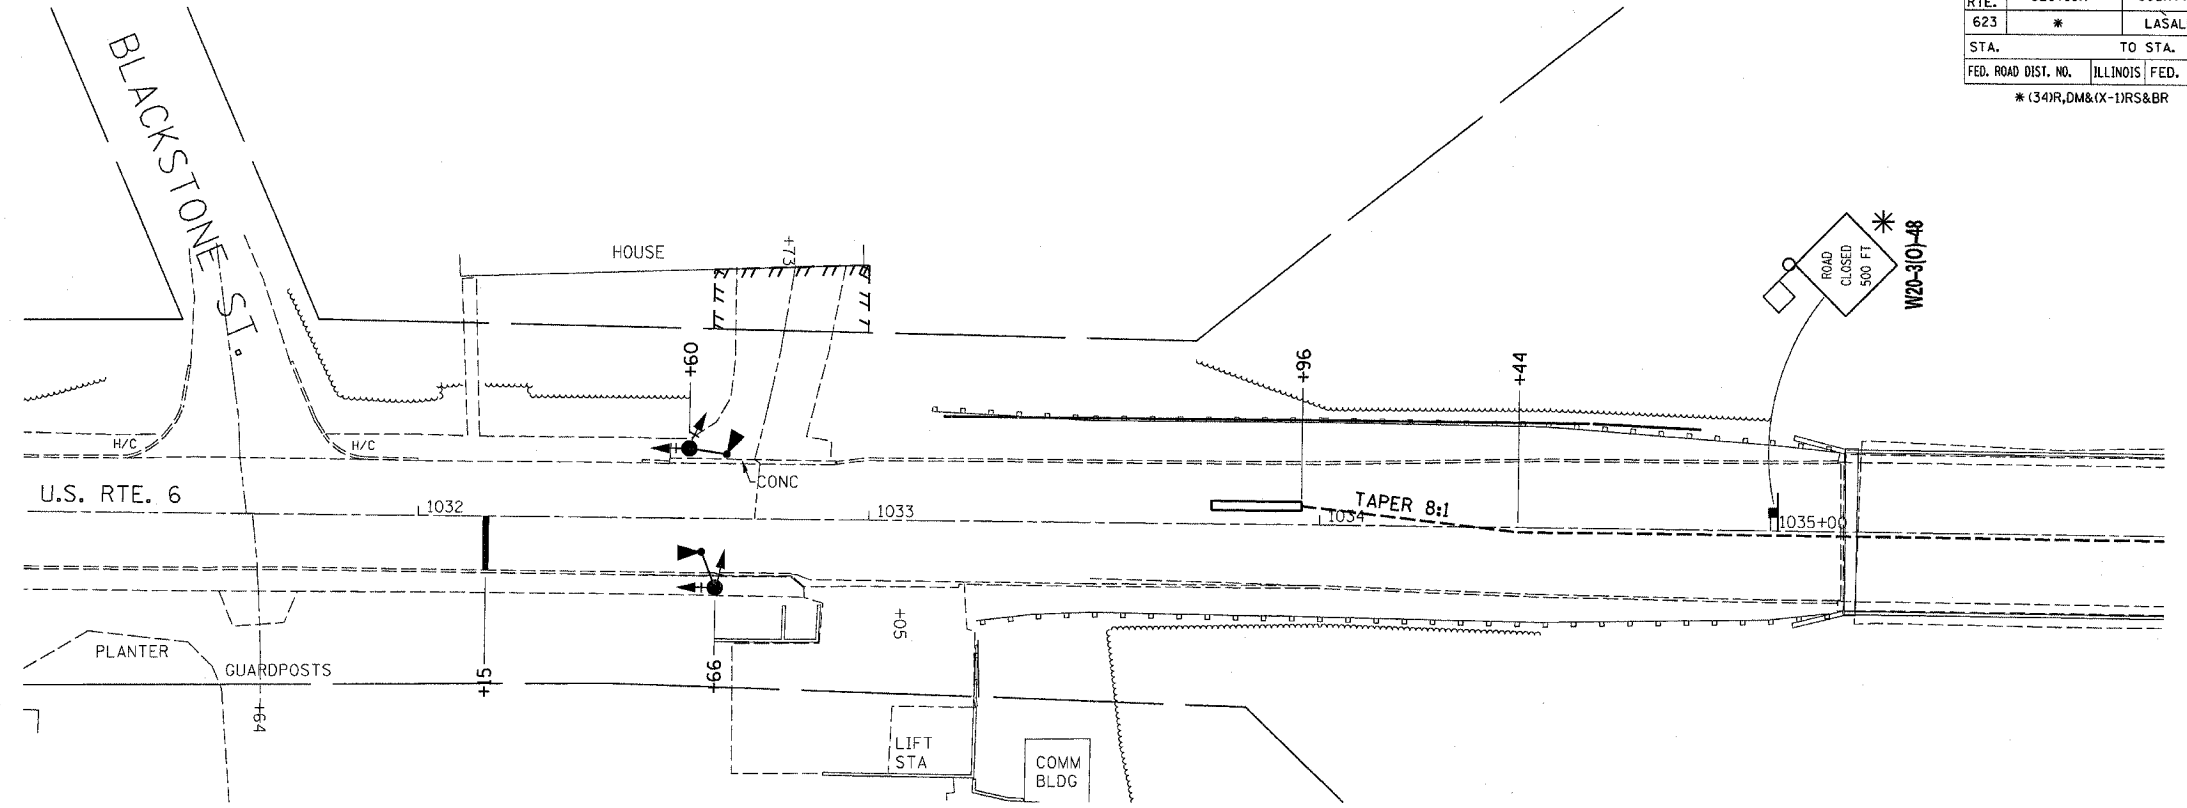 RTE.
623 * LASAL
STA. TO STA.
FED. ROAD DIST. NO. ILLINOIS FED.
* (34)R,DM&(X-1)RS&BR
BLACKSTONE ST.
HOUSE
+73
ROAD
CLOSED
500 FT
*
W20-3(O)-48
+60
+96
+44
H/C
H/C
CONC
U.S. RTE. 6
1032
1033
1034
TAPER 8:1
1035+00
+05
PLANTER
GUARDPOSTS
+15
+66
+64
LIFT
STA
COMM
BLDG